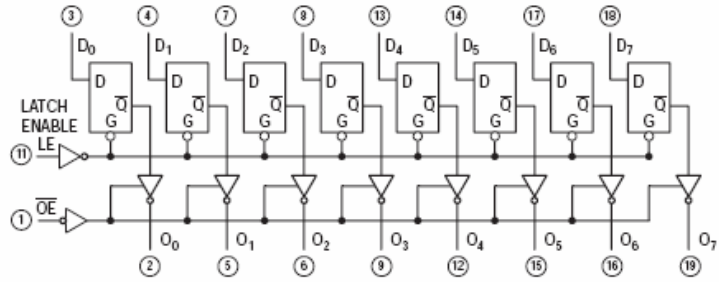 3 4 7 8 13 14 17 18
D0 D1 D2 D3 D4 D5 D6 D7
D D D D D D D D
Q̅ Q̅ Q̅ Q̅ Q̅ Q̅ Q̅ Q̅
G G G G G G G G
LATCH
ENABLE
11 LE
1 O̅E̅
O0 O1 O2 O3 O4 O5 O6 O7
2 5 6 9 12 15 16 19